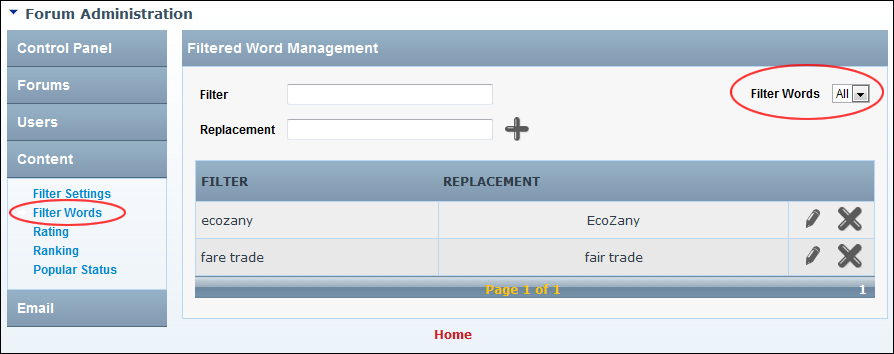 Forum Administration
Control Panel
Forums
Users
Content
Filter Settings
Filter Words
Rating
Ranking
Popular Status
Email
Filtered Word Management
Filter
Filter Words All
Replacement
FILTER REPLACEMENT
ecozany EcoZany
fare trade fair trade
Page 1 of 1 1
Home